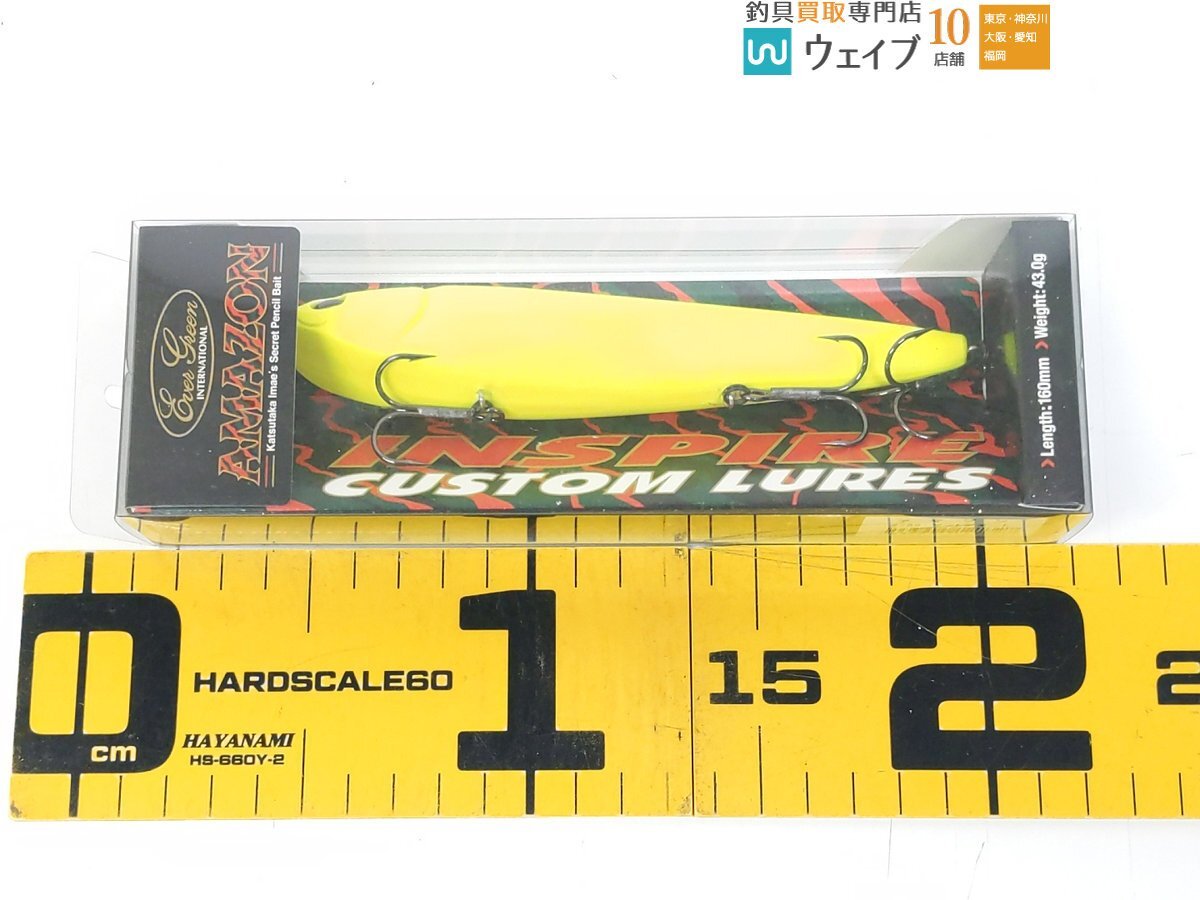 釣具買取専門店
ウェイブ
10
店舗
東京・神奈川
大阪・愛知
福岡
Ever Green
INTERNATIONAL
AMAZON
Katsutaka Imae's Secret Pencil Bait
INSPIRE
CUSTOM LURES
Length:160mm
Weight:43.0g
0
cm
HARDSCALE60
HAYANAMI
HS-660Y-2
1
15
2
2